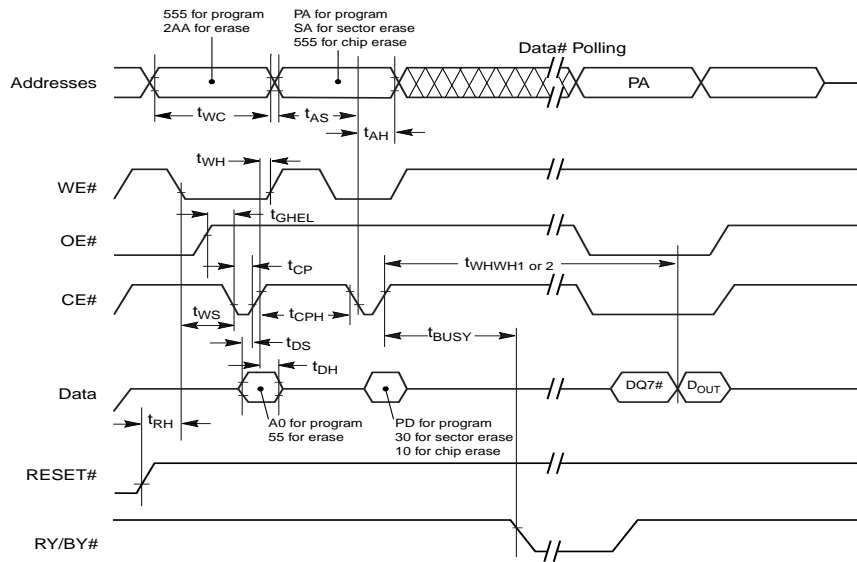 555 for program
2AA for erase
PA for program
SA for sector erase
555 for chip erase
Data# Polling
Addresses
PA
tWC
tAS
tAH
tWH
WE#
tGHEL
OE#
tWHWH1 or 2
tCP
CE#
tWS
tCPH
tBUSY
tDS
tDH
Data
DQ7#
DOUT
tRH
A0 for program
55 for erase
PD for program
30 for sector erase
10 for chip erase
RESET#
RY/BY#